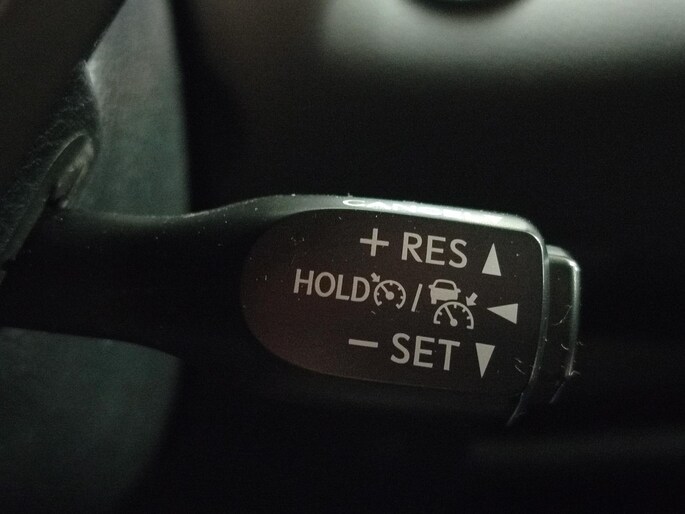 + RES ▲
HOLD / ◀
− SET ▼